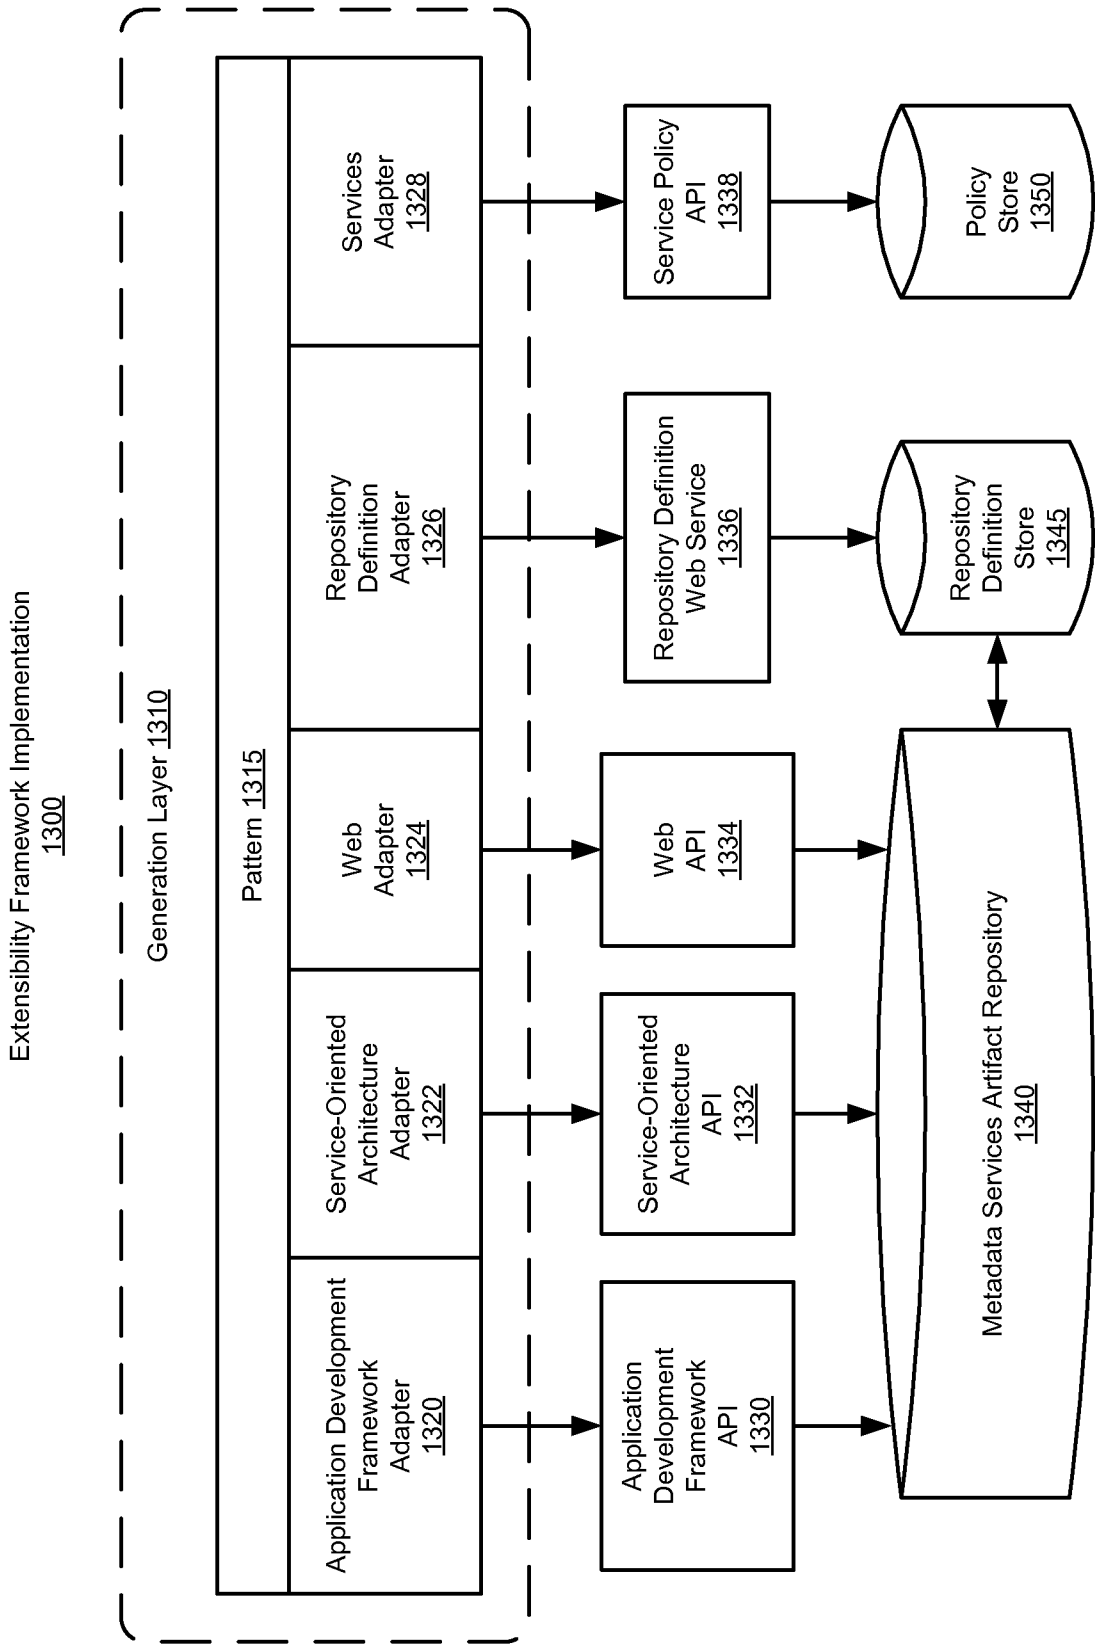 Extensibility Framework Implementation
1300
Generation Layer 1310
Pattern 1315
Application Development
Framework
Adapter
1320
Service-Oriented
Architecture
Adapter
1322
Web
Adapter
1324
Repository
Definition
Adapter
1326
Services
Adapter
1328
Application
Development
Framework
API
1330
Service-Oriented
Architecture
API
1332
Web
API
1334
Repository Definition
Web Service
1336
Service Policy
API
1338
Metadata Services Artifact Repository
1340
Repository
Definition
Store
1345
Policy
Store
1350